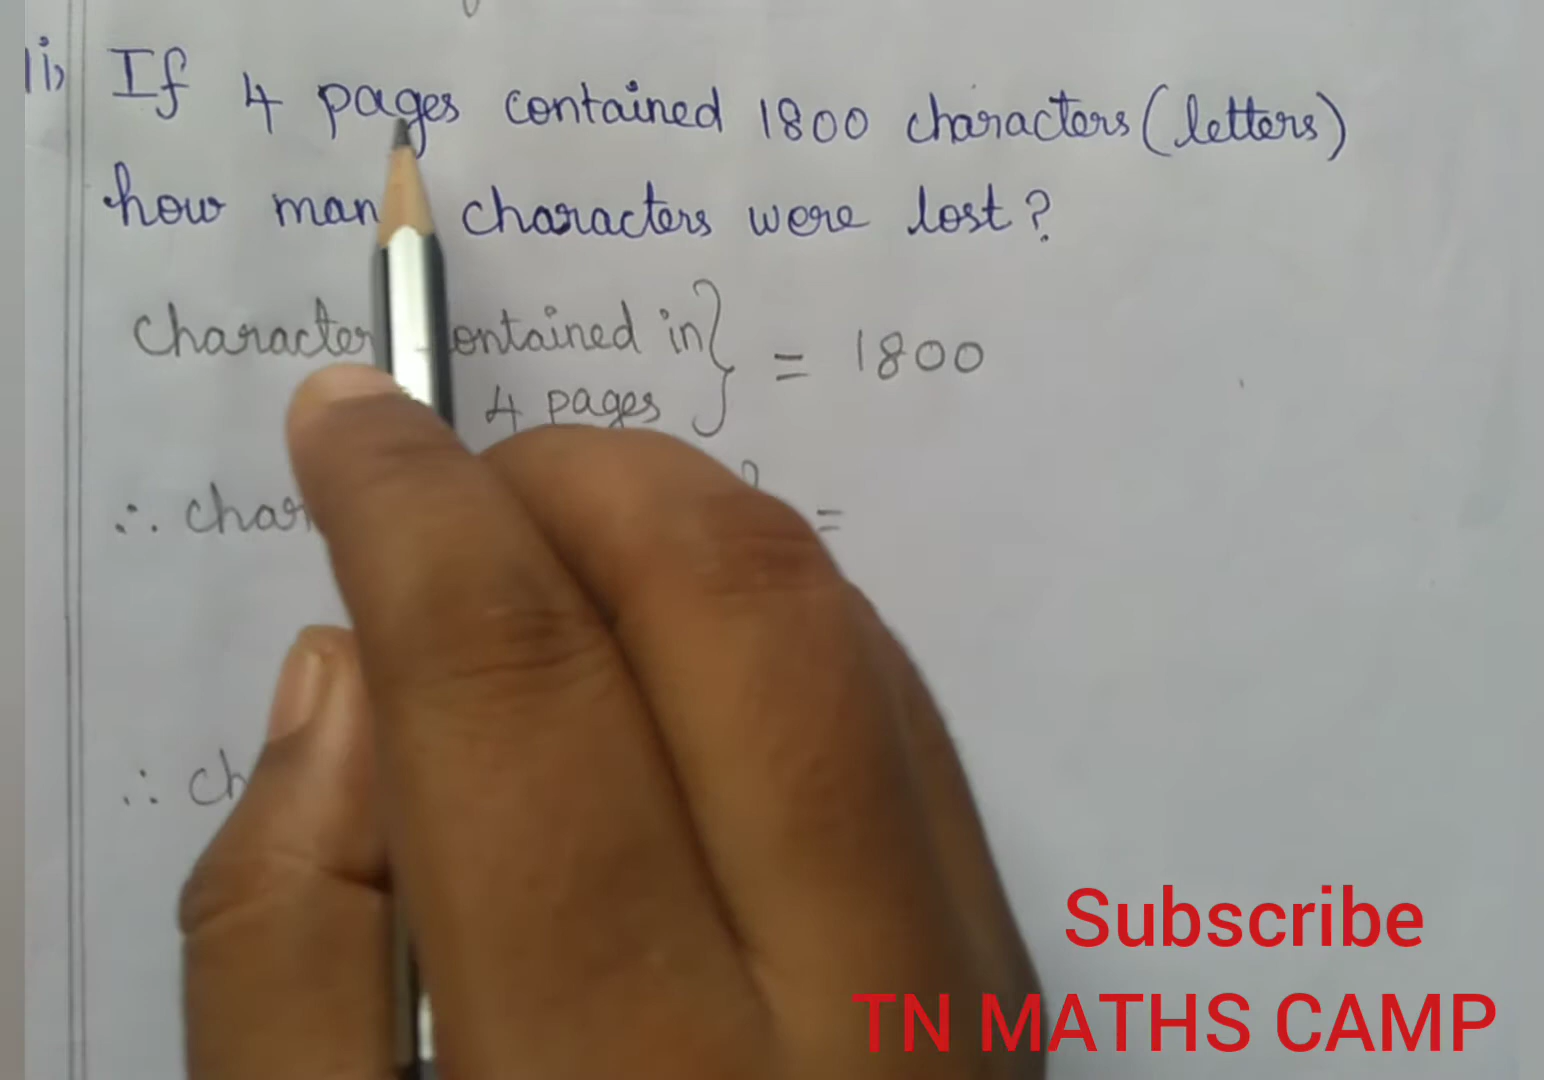 ii) If 4 pages contained 1800 characters (letters)
how man characters were lost?
Character contained in } = 1800
4 pages
∴ char =
∴ ch
Subscribe
TN MATHS CAMP